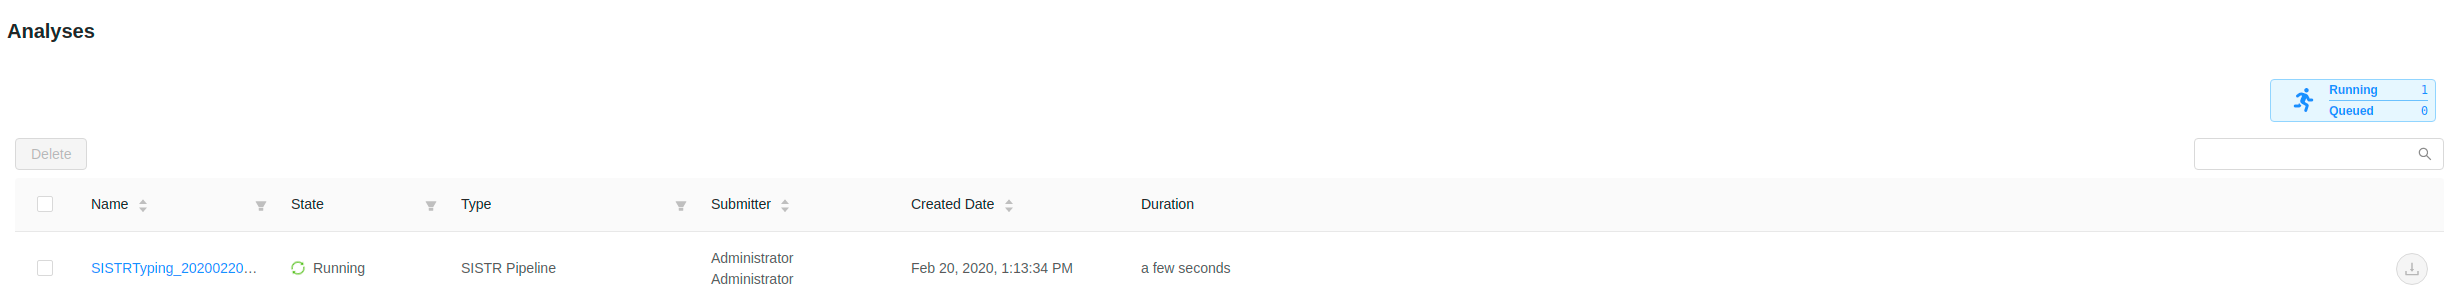 Analyses
Running 1
Queued 0
Delete
Name State Type Submitter Created Date Duration
SISTRTyping_20200220... Running SISTR Pipeline Administrator Administrator Feb 20, 2020, 1:13:34 PM a few seconds